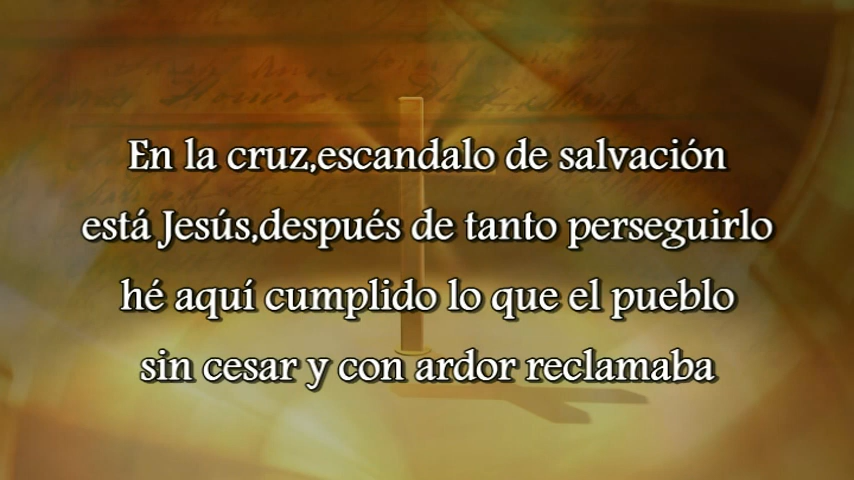 En la cruz,escandalo de salvación
está Jesús,después de tanto perseguirlo
hé aquí cumplido lo que el pueblo
sin cesar y con ardor reclamaba